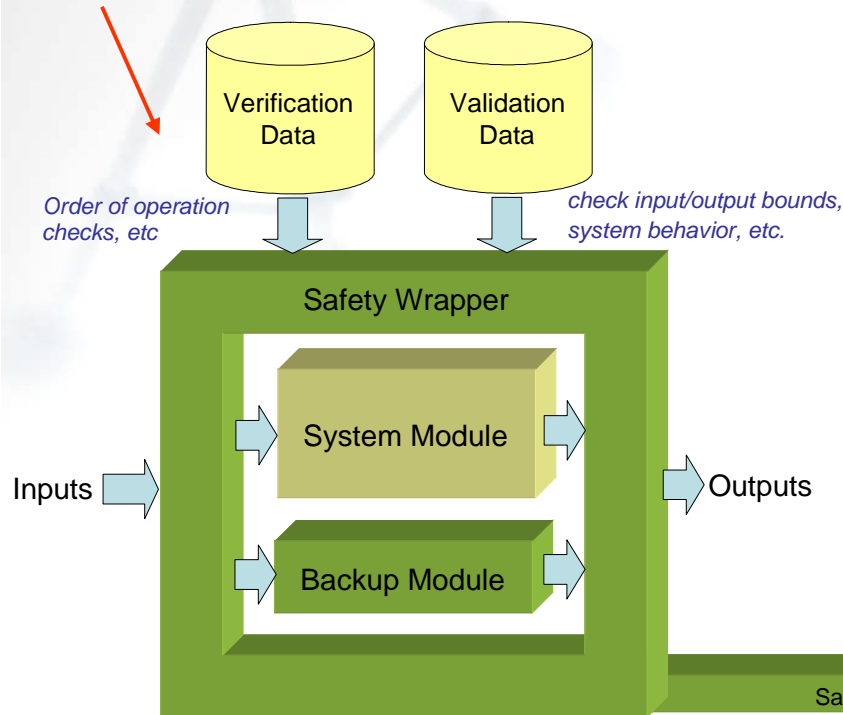 Verification
Data
Validation
Data
Order of operation
checks, etc
check input/output bounds,
system behavior, etc.
Safety Wrapper
System Module
Inputs
Outputs
Backup Module
Sa